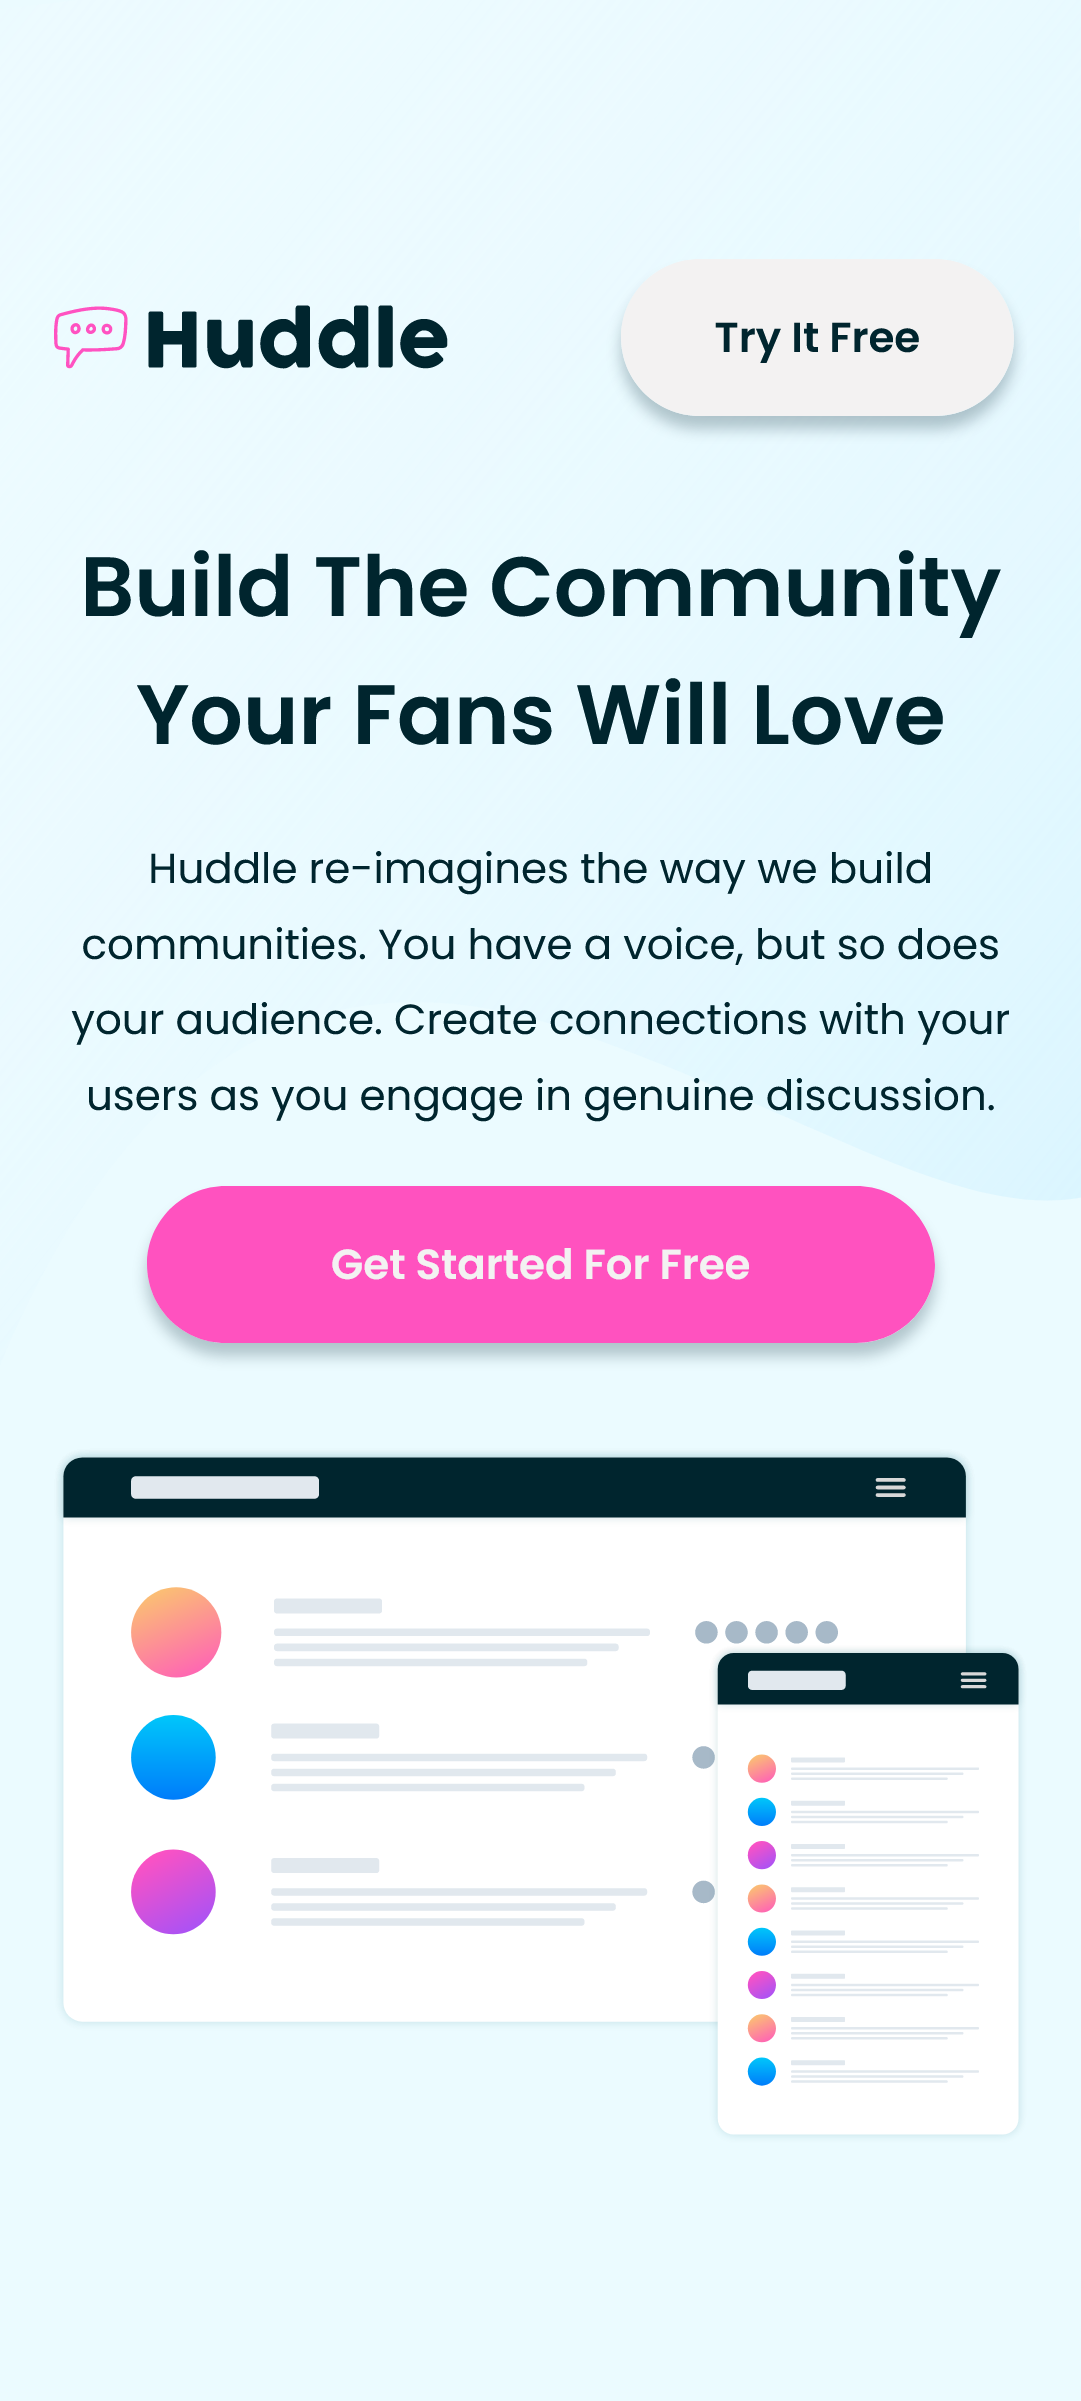 Huddle
Try It Free
Build The Community
Your Fans Will Love
Huddle re-imagines the way we build
communities. You have a voice, but so does
your audience. Create connections with your
users as you engage in genuine discussion.
Get Started For Free